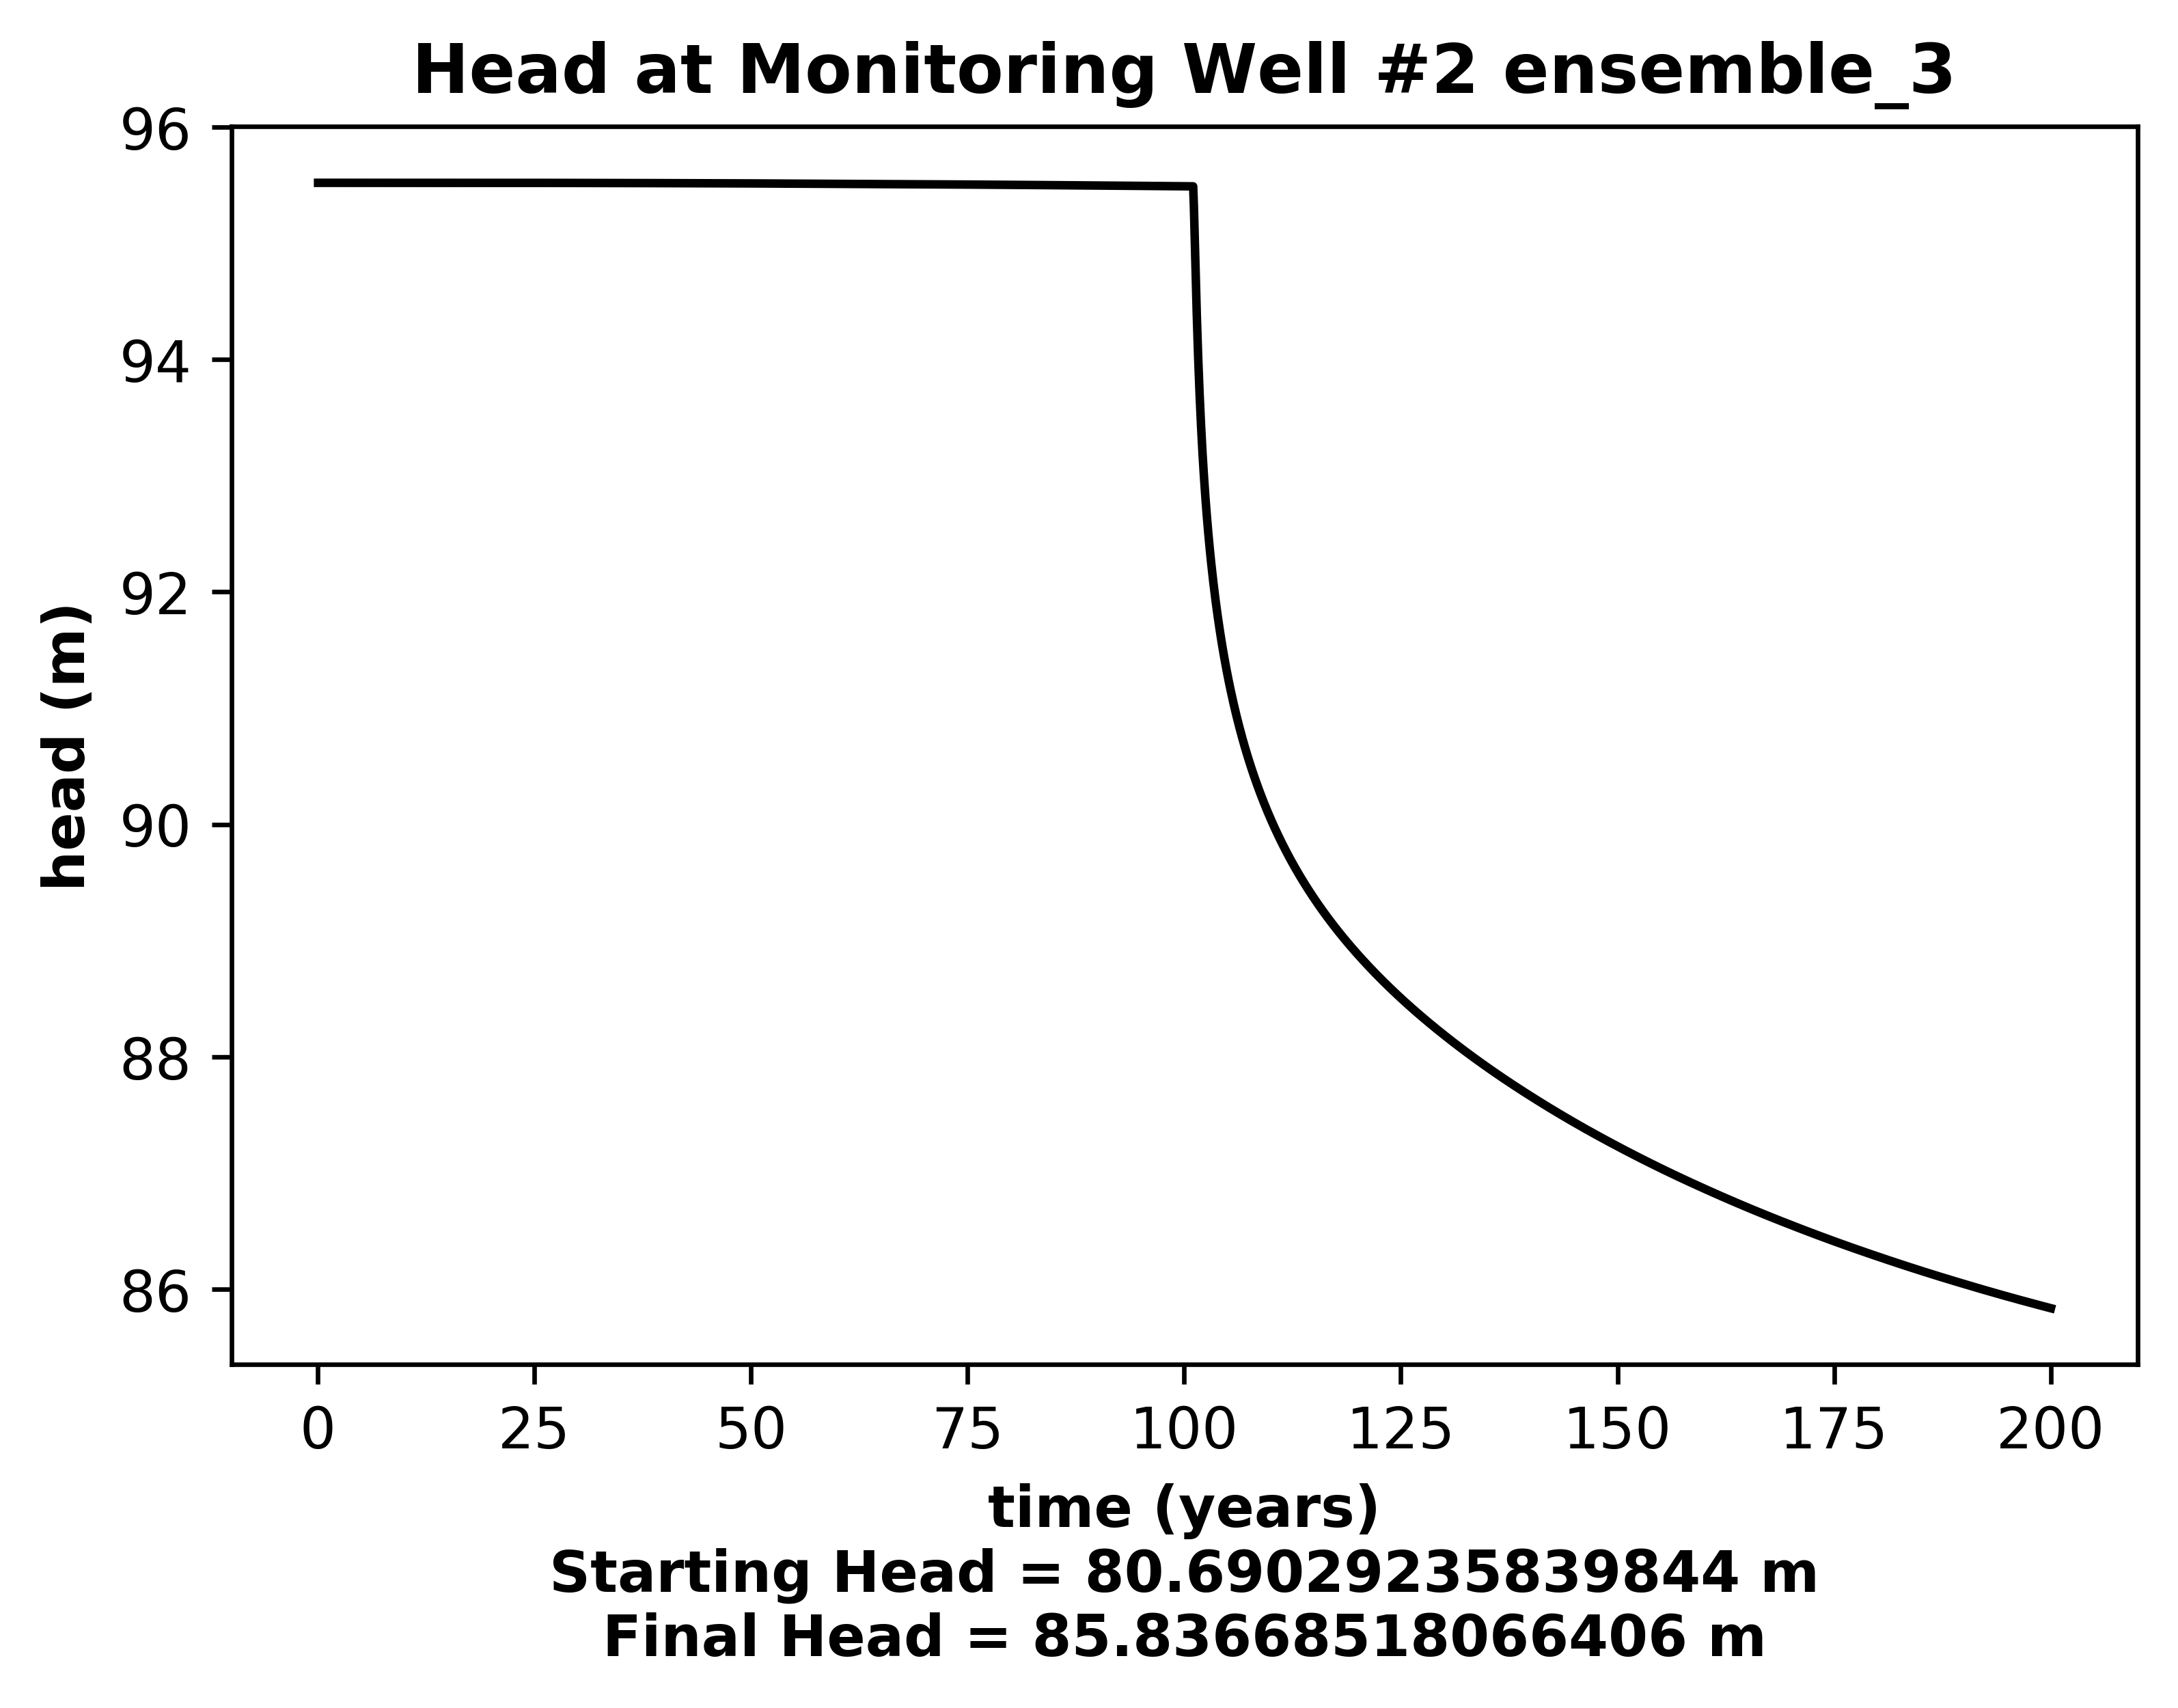 Head at Monitoring Well #2 ensemble_3
96
94
92
90
88
86
head (m)
0 25 50 75 100 125 150 175 200
time (years)
Starting Head = 80.69029235839844 m
Final Head = 85.83668518066406 m